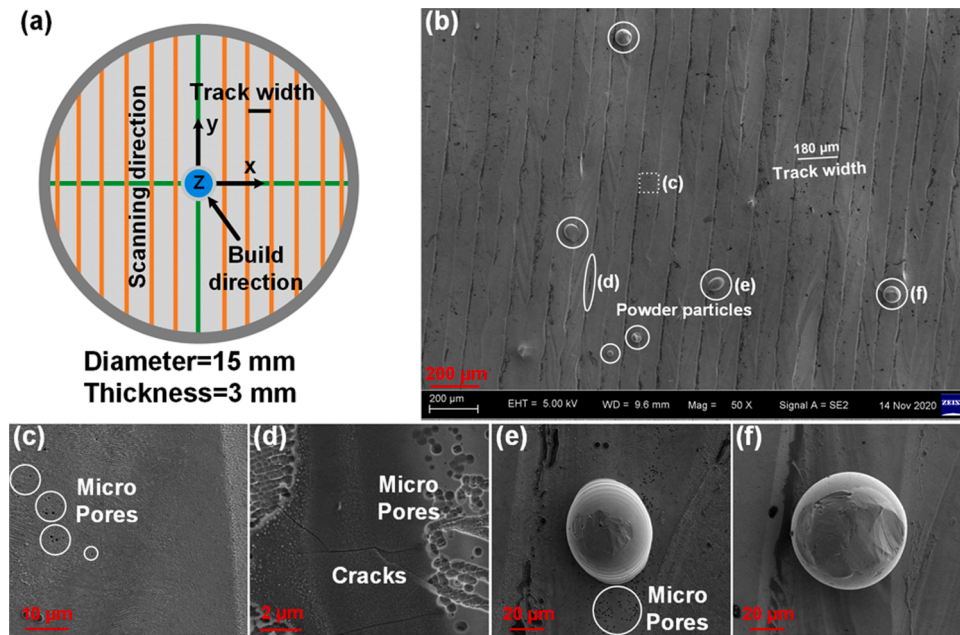 (a)
Track width
y
x
Z
Scanning direction
Build
direction
Diameter=15 mm
Thickness=3 mm
(b)
180 µm
Track width
(c)
(d)
(e)
(f)
Powder particles
200 µm
200 µm
EHT = 5.00 kV
WD = 9.6 mm
Mag = 50 X
Signal A = SE2
14 Nov 2020
ZEISS
(c)
Micro
Pores
10 µm
(d)
Micro
Pores
Cracks
2 µm
(e)
Micro
Pores
20 µm
(f)
20 µm